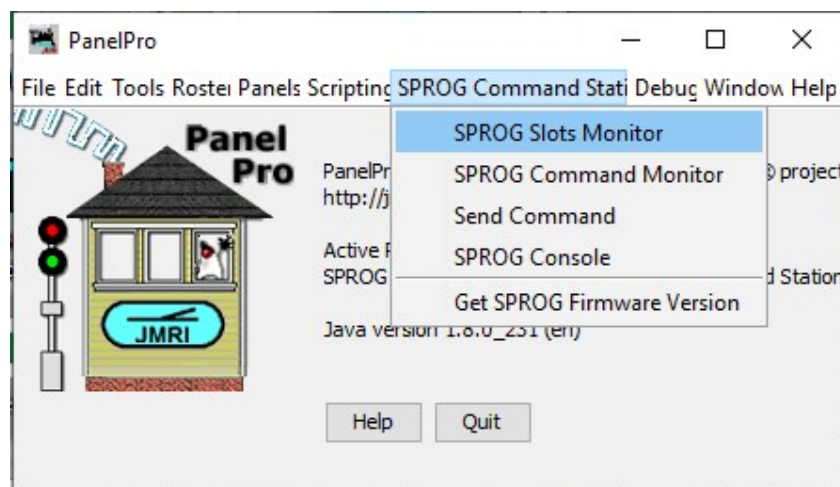 PanelPro
File Edit Tools Roster Panels Scripting SPROG Command Stati Debug Window Help
SPROG Slots Monitor
SPROG Command Monitor
Send Command
SPROG Console
Get SPROG Firmware Version
Panel
Pro
PanelPr ® project
http://j
Active P
SPROG d Station
Java version 1.8.0_231 (en)
JMRI
Help Quit